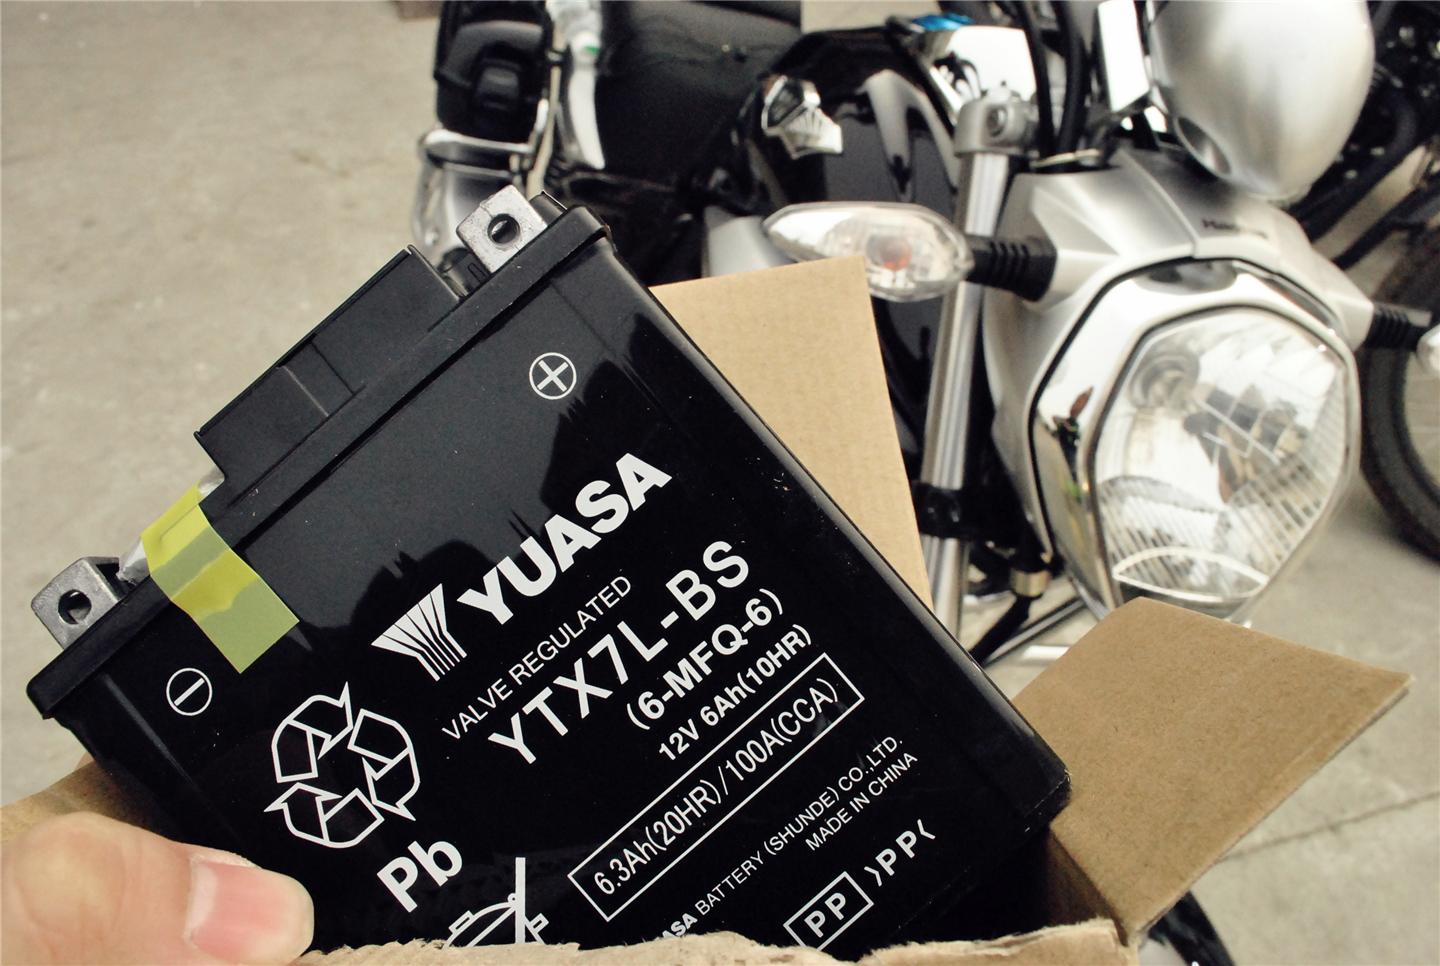 YUASA
VALVE REGULATED
YTX7L-BS
(6-MFQ-6)
12V 6Ah(10HR)
6.3Ah(20HR)/100A(CCA)
BATTERY (SHUNDE) CO.,LTD.
MADE IN CHINA
Pb
PP
>PP<